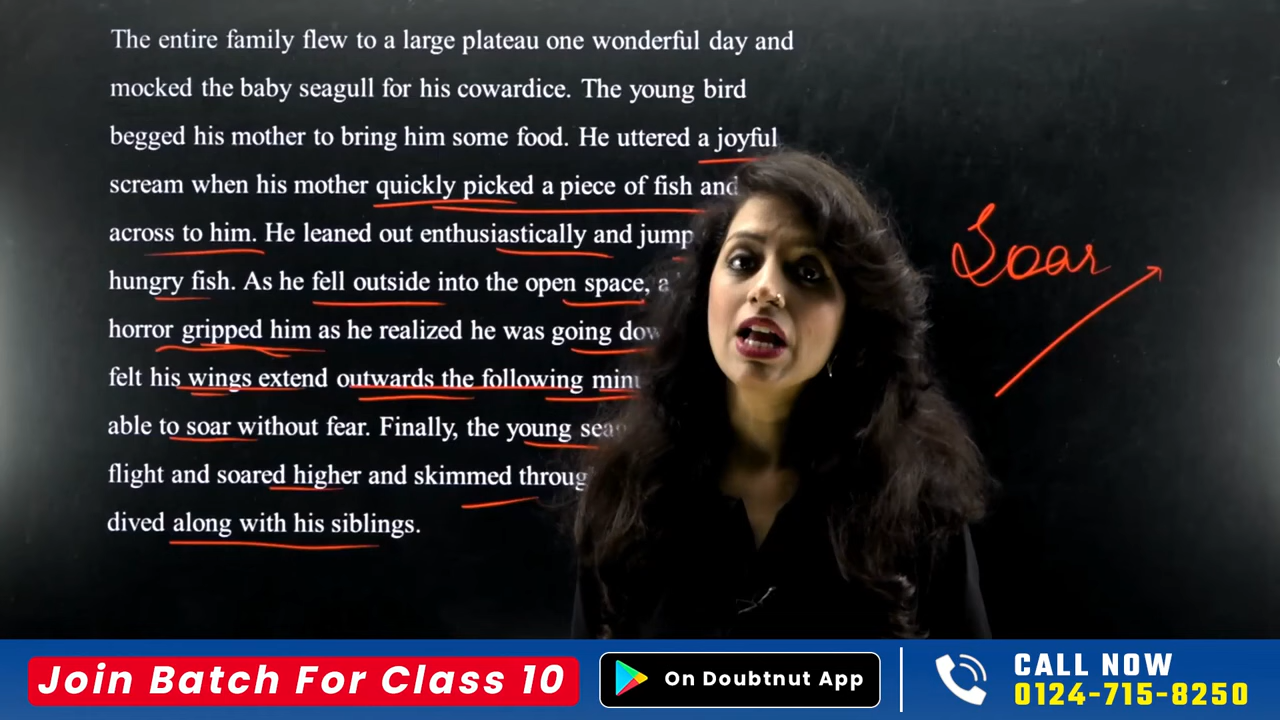 The entire family flew to a large plateau one wonderful day and
mocked the baby seagull for his cowardice. The young bird
begged his mother to bring him some food. He uttered a joyful
scream when his mother quickly picked a piece of fish and
across to him. He leaned out enthusiastically and jump
hungry fish. As he fell outside into the open space, a
horror gripped him as he realized he was going
felt his wings extend outwards the following
able to soar without fear. Finally, the young
flight and soared higher and skimmed
dived along with his siblings.
Soar
Join Batch For Class 10
On Doubtnut App
CALL NOW
0124-715-8250